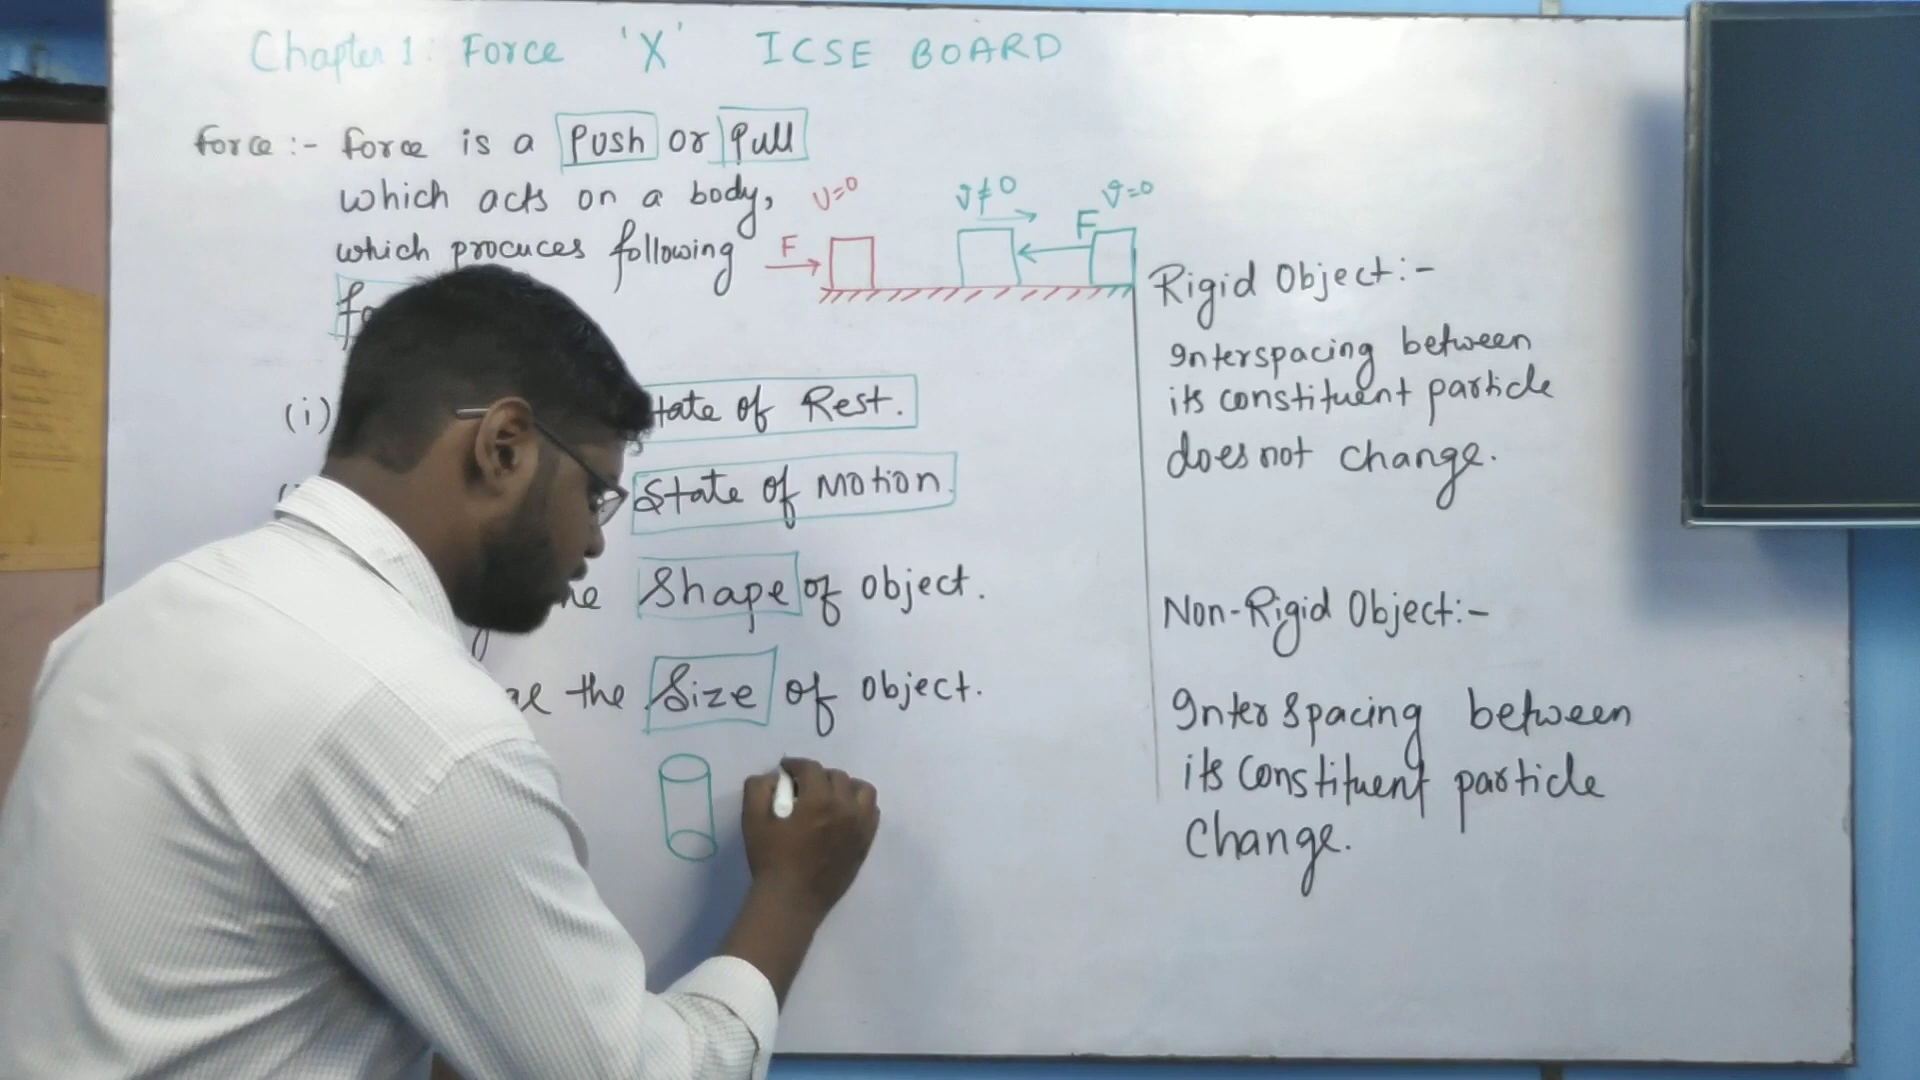 Chapter 1: Force 'X' ICSE BOARD
force :- force is a Push or Pull
which acts on a body,
which procuces following
U=0
F
V≠0
V=0
F
(i) State of Rest.
State of Motion.
Shape of object.
the Size of object.
Rigid Object:-
Interspacing between
its constituent particle
does not change.
Non-Rigid Object:-
Inter Spacing between
its constituent particle
Change.